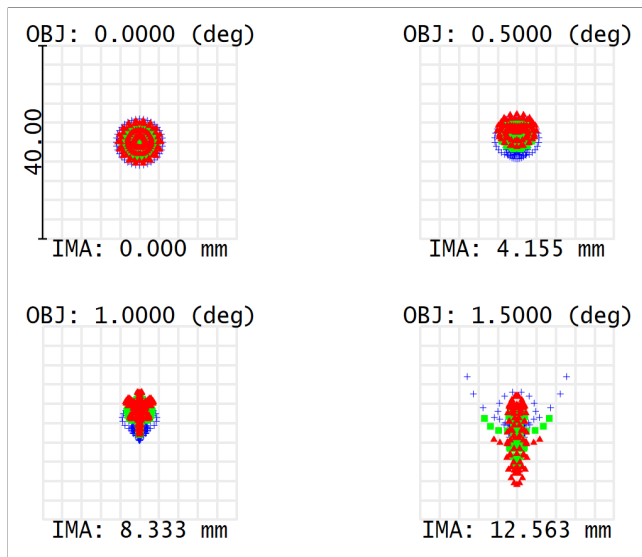 OBJ: 0.0000 (deg)
OBJ: 0.5000 (deg)
40.00
IMA: 0.000 mm
IMA: 4.155 mm
OBJ: 1.0000 (deg)
OBJ: 1.5000 (deg)
IMA: 8.333 mm
IMA: 12.563 mm